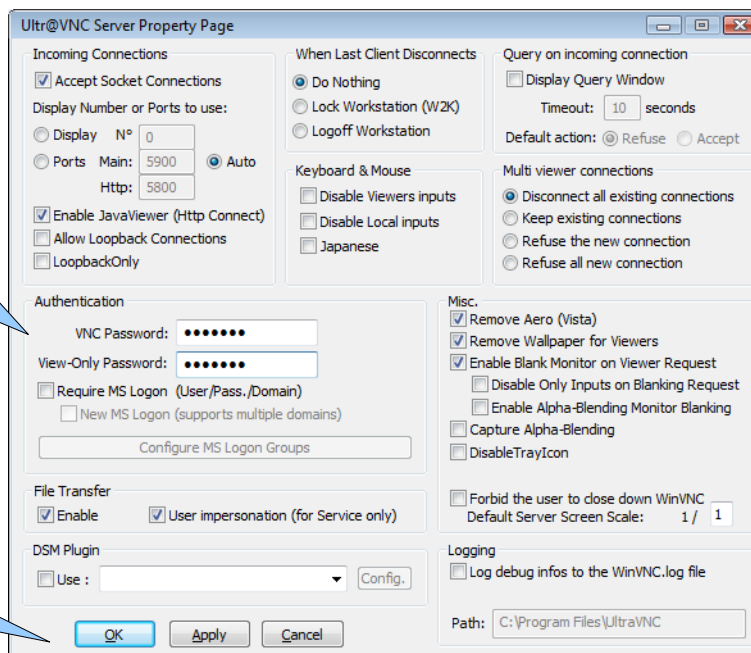 Ultr@VNC Server Property Page
Incoming Connections
Accept Socket Connections
Display Number or Ports to use:
Display N° 0
Ports Main: 5900 Auto
Http: 5800
Enable JavaViewer (Http Connect)
Allow Loopback Connections
LoopbackOnly
When Last Client Disconnects
Do Nothing
Lock Workstation (W2K)
Logoff Workstation
Keyboard & Mouse
Disable Viewers inputs
Disable Local inputs
Japanese
Query on incoming connection
Display Query Window
Timeout: 10 seconds
Default action: Refuse Accept
Multi viewer connections
Disconnect all existing connections
Keep existing connections
Refuse the new connection
Refuse all new connection
Authentication
VNC Password: •••••••
View-Only Password: •••••••
Require MS Logon (User/Pass./Domain)
New MS Logon (supports multiple domains)
Configure MS Logon Groups
Misc.
Remove Aero (Vista)
Remove Wallpaper for Viewers
Enable Blank Monitor on Viewer Request
Disable Only Inputs on Blanking Request
Enable Alpha-Blending Monitor Blanking
Capture Alpha-Blending
DisableTrayIcon
Forbid the user to close down WinVNC
Default Server Screen Scale: 1 / 1
File Transfer
Enable User impersonation (for Service only)
DSM Plugin
Use : Config.
Logging
Log debug infos to the WinVNC.log file
Path: C:\Program Files\UltraVNC
OK Apply Cancel